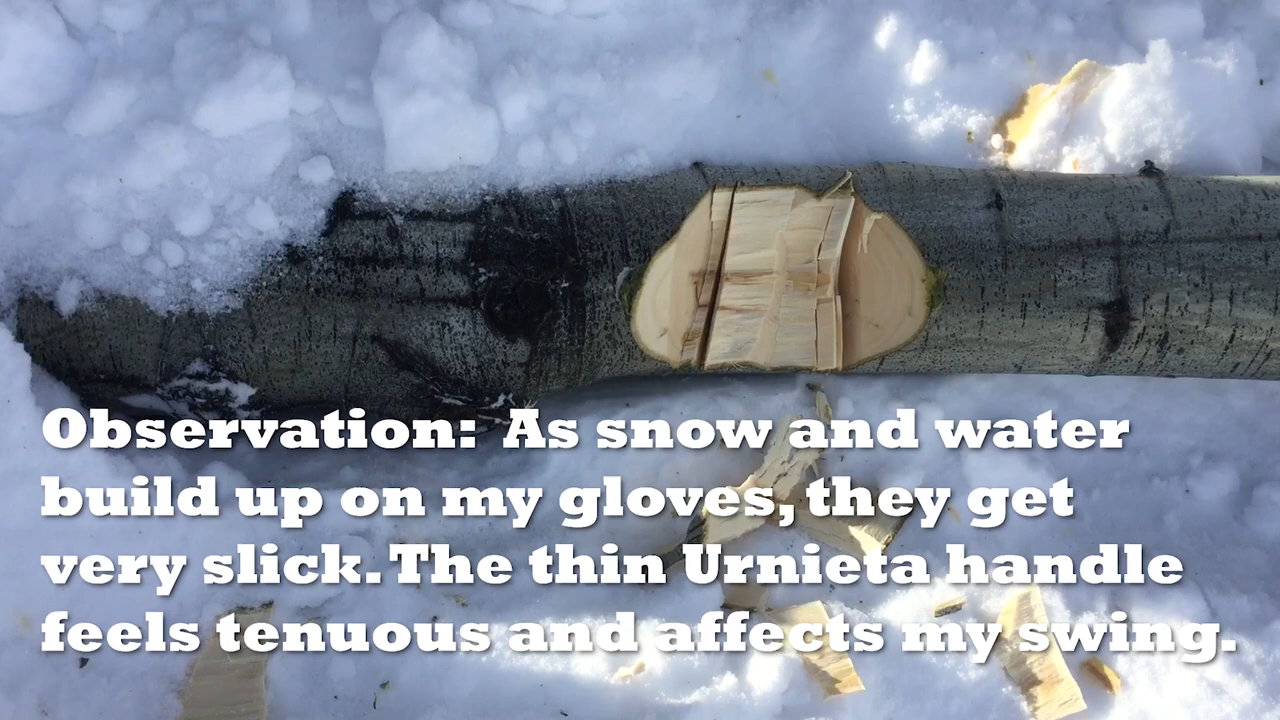 Observation:  As snow and water
build up on my gloves, they get
very slick. The thin Urnieta handle
feels tenuous and affects my swing.